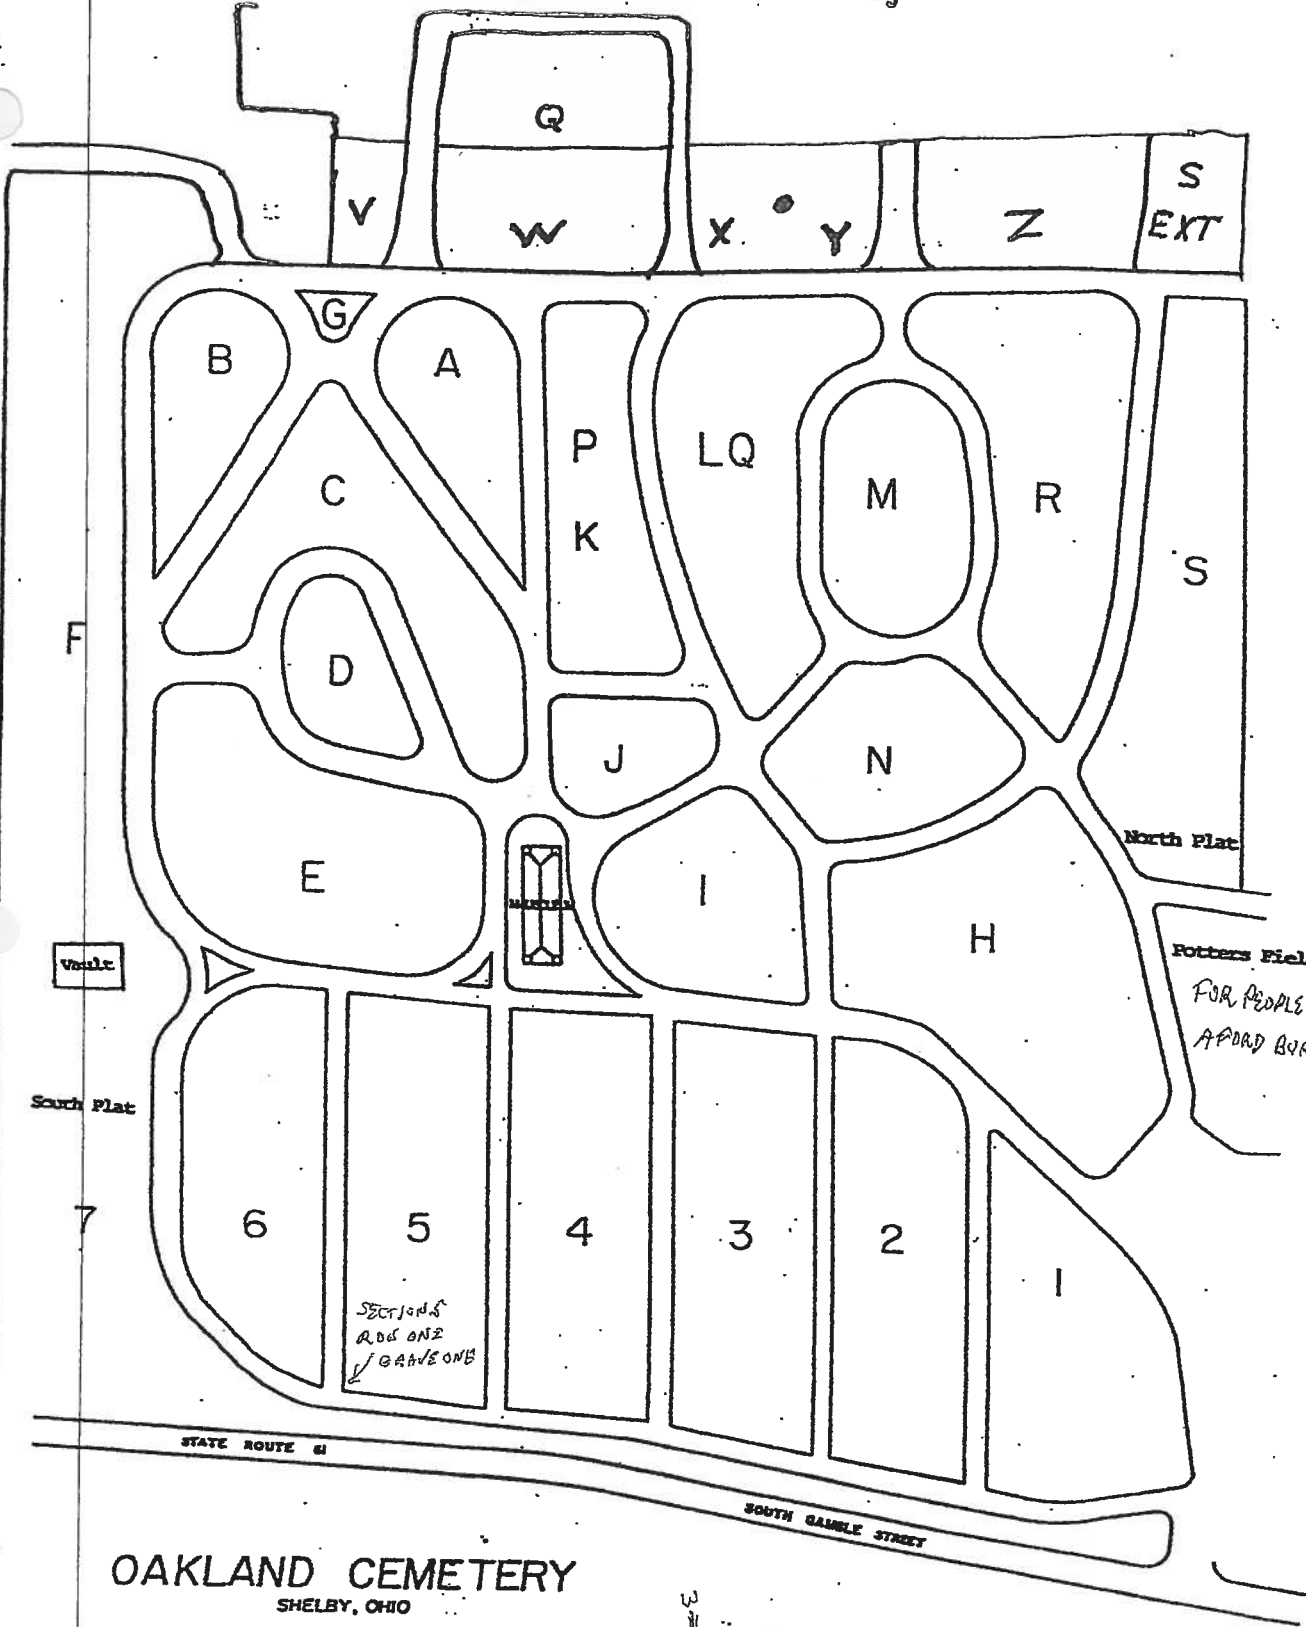 Q
S
V
W
X
Y
Z
EXT
G
B
A
P
LQ
C
M
R
K
S
F
D
J
N
North Plat
E
I
H
Vault
Potters Fiel
FOR PEOPLE
AFORD BUR
South Plat
7
6
5
4
3
2
1
SECTIONS
ROW ONE
GRAVE ONE
STATE ROUTE 61
SOUTH GAMBLE STREET
OAKLAND CEMETERY
SHELBY, OHIO